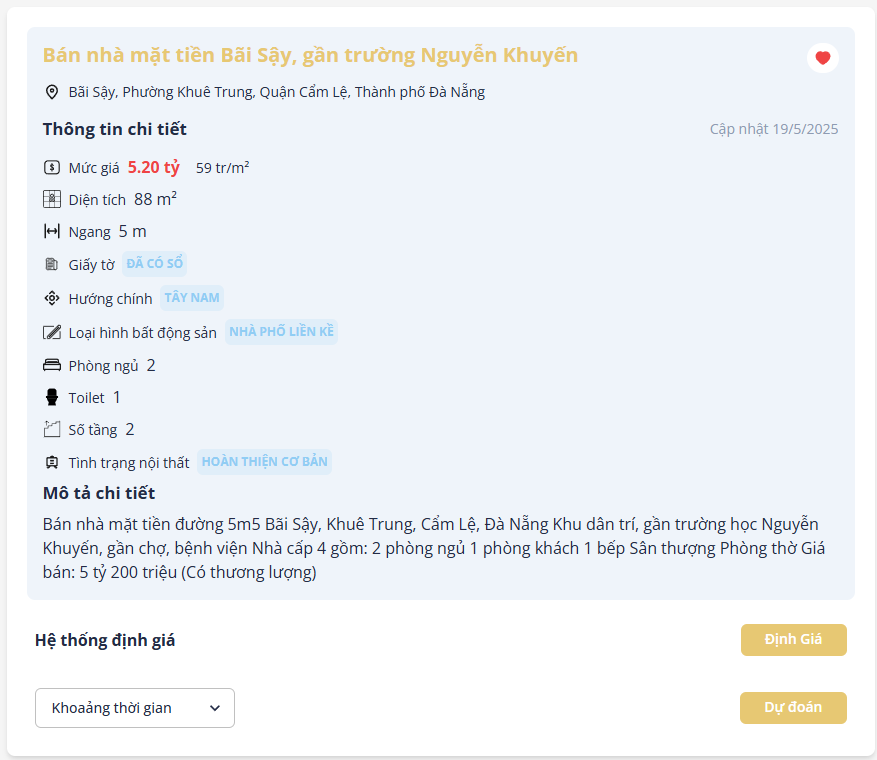 Bán nhà mặt tiền Bãi Sậy, gần trường Nguyễn Khuyến
Bãi Sậy, Phường Khuê Trung, Quận Cẩm Lệ, Thành phố Đà Nẵng
Thông tin chi tiết
Cập nhật 19/5/2025
Mức giá 5.20 tỷ 59 tr/m²
Diện tích 88 m²
Ngang 5 m
Giấy tờ ĐÃ CÓ SỔ
Hướng chính TÂY NAM
Loại hình bất động sản NHÀ PHỐ LIỀN KỀ
Phòng ngủ 2
Toilet 1
Số tầng 2
Tình trạng nội thất HOÀN THIỆN CƠ BẢN
Mô tả chi tiết
Bán nhà mặt tiền đường 5m5 Bãi Sậy, Khuê Trung, Cẩm Lệ, Đà Nẵng Khu dân trí, gần trường học Nguyễn
Khuyến, gần chợ, bệnh viện Nhà cấp 4 gồm: 2 phòng ngủ 1 phòng khách 1 bếp Sân thượng Phòng thờ Giá
bán: 5 tỷ 200 triệu (Có thương lượng)
Hệ thống định giá
Định Giá
Khoaảng thời gian
Dự đoán